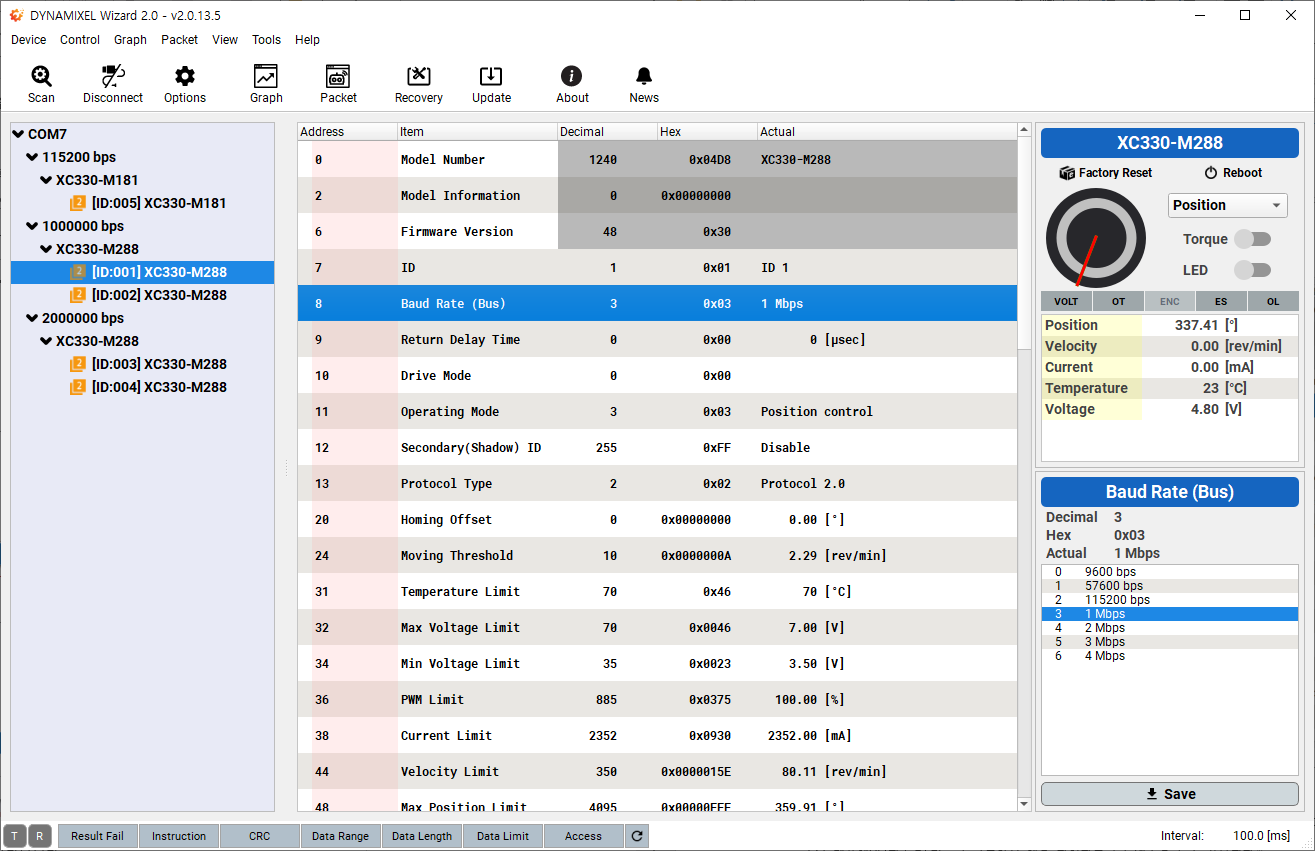 DYNAMIXEL Wizard 2.0 - v2.0.13.5
Device Control Graph Packet View Tools Help
Scan Disconnect Options Graph Packet Recovery Update About News
COM7
115200 bps
XC330-M181
2 [ID:005] XC330-M181
1000000 bps
XC330-M288
2 [ID:001] XC330-M288
2 [ID:002] XC330-M288
2000000 bps
XC330-M288
2 [ID:003] XC330-M288
2 [ID:004] XC330-M288
Address Item Decimal Hex Actual
0 Model Number 1240 0x04D8 XC330-M288
2 Model Information 0 0x00000000
6 Firmware Version 48 0x30
7 ID 1 0x01 ID 1
8 Baud Rate (Bus) 3 0x03 1 Mbps
9 Return Delay Time 0 0x00 0 [µsec]
10 Drive Mode 0 0x00
11 Operating Mode 3 0x03 Position control
12 Secondary(Shadow) ID 255 0xFF Disable
13 Protocol Type 2 0x02 Protocol 2.0
20 Homing Offset 0 0x00000000 0.00 [°]
24 Moving Threshold 10 0x0000000A 2.29 [rev/min]
31 Temperature Limit 70 0x46 70 [°C]
32 Max Voltage Limit 70 0x0046 7.00 [V]
34 Min Voltage Limit 35 0x0023 3.50 [V]
36 PWM Limit 885 0x0375 100.00 [%]
38 Current Limit 2352 0x0930 2352.00 [mA]
44 Velocity Limit 350 0x0000015E 80.11 [rev/min]
48 Max Position Limit 4095 0x00000FFF 359.91 [°]
XC330-M288
Factory Reset Reboot
Position
Torque
LED
VOLT OT ENC ES OL
Position 337.41 [°]
Velocity 0.00 [rev/min]
Current 0.00 [mA]
Temperature 23 [°C]
Voltage 4.80 [V]
Baud Rate (Bus)
Decimal 3
Hex 0x03
Actual 1 Mbps
0 9600 bps
1 57600 bps
2 115200 bps
3 1 Mbps
4 2 Mbps
5 3 Mbps
6 4 Mbps
Save
T R Result Fail Instruction CRC Data Range Data Length Data Limit Access Interval: 100.0 [ms]